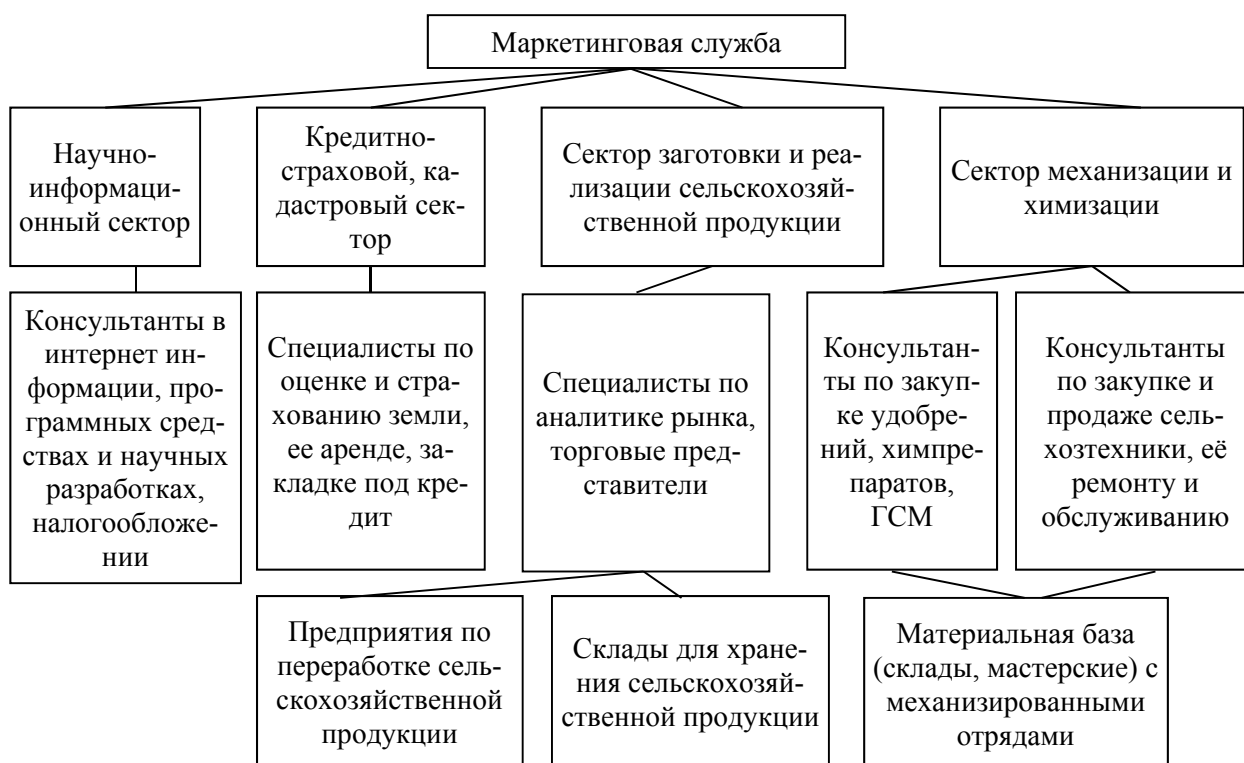 Маркетинговая служба
Научно-
информаци-
онный сектор
Кредитно-
страховой, ка-
дастровый сек-
тор
Сектор заготовки и реа-
лизации сельскохозяй-
ственной продукции
Сектор механизации и
химизации
Консультанты в
интернет ин-
формации, про-
граммных сред-
ствах и научных
разработках,
налогообложе-
нии
Специалисты по
оценке и стра-
хованию земли,
ее аренде, за-
кладке под кре-
дит
Специалисты по
аналитике рынка,
торговые пред-
ставители
Консультан-
ты по закуп-
ке удобре-
ний, химпре-
паратов,
ГСМ
Консультанты
по закупке и
продаже сель-
хозтехники, её
ремонту и
обслуживанию
Предприятия по
переработке сель-
скохозяйственной
продукции
Склады для хране-
ния сельскохозяй-
ственной продукции
Материальная база
(склады, мастерские) с
механизированными
отрядами